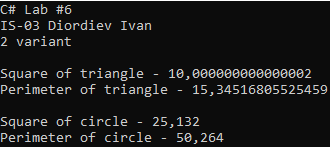 C# Lab #6
IS-03 Diordiev Ivan
2 variant
Square of triangle - 10,000000000000002
Perimeter of triangle - 15,34516805525459
Square of circle - 25,132
Perimeter of circle - 50,264